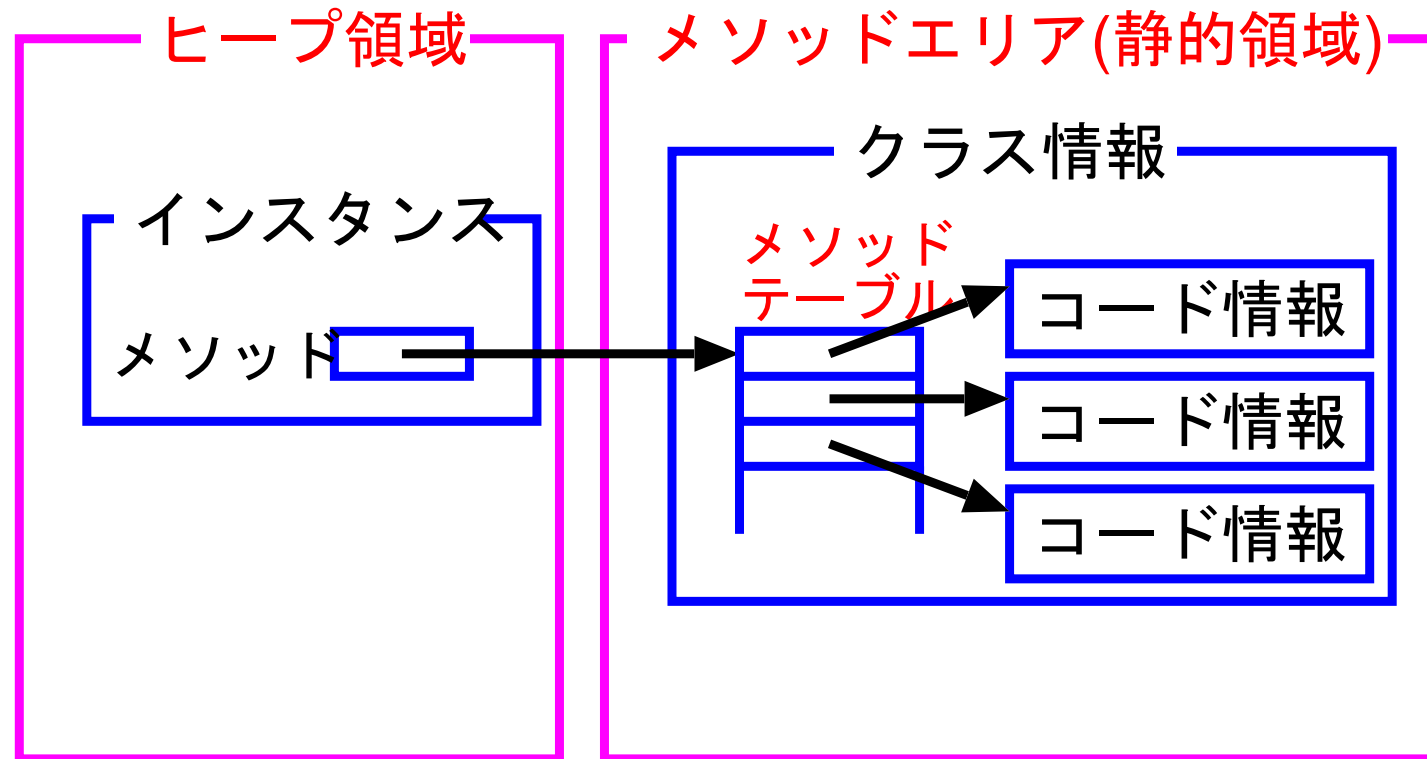 ヒープ領域
メソッドエリア(静的領域)
クラス情報
インスタンス
メソッド
メソッド
テーブル
コード情報
コード情報
コード情報